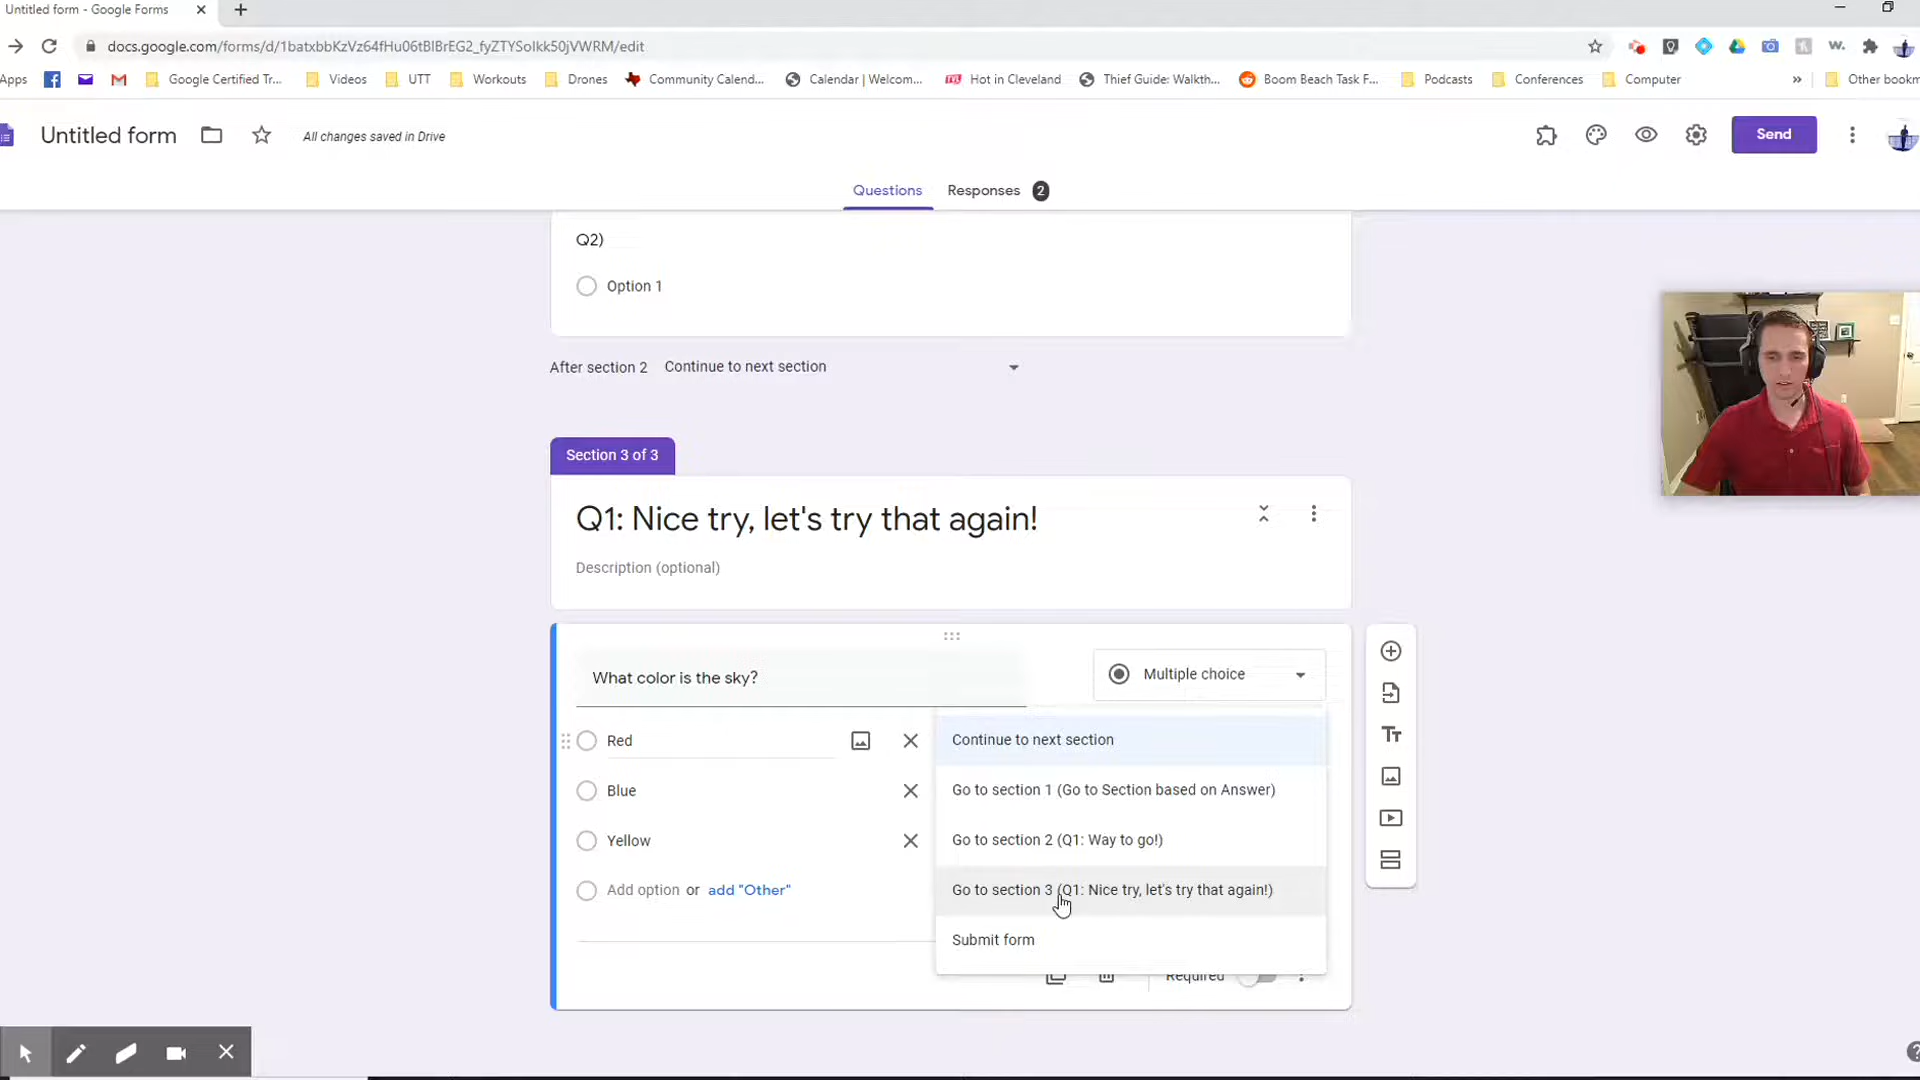 Untitled form - Google Forms
docs.google.com/forms/d/1batxbbKzVz64fHu06tBlBrEG2_fyZTYSolkk50jVWRM/edit
Apps
Google Certified Tr...
Videos
UTT
Workouts
Drones
Community Calend...
Calendar | Welcom...
Hot in Cleveland
Thief Guide: Walkth...
Boom Beach Task F...
Podcasts
Conferences
Computer
»
Other bookm
Untitled form
All changes saved in Drive
Send
Questions
Responses 2
Q2)
Option 1
After section 2 Continue to next section
Section 3 of 3
Q1: Nice try, let's try that again!
Description (optional)
What color is the sky?
Multiple choice
Red
Continue to next section
Blue
Go to section 1 (Go to Section based on Answer)
Yellow
Go to section 2 (Q1: Way to go!)
Add option or add "Other"
Go to section 3 (Q1: Nice try, let's try that again!)
Submit form
Required